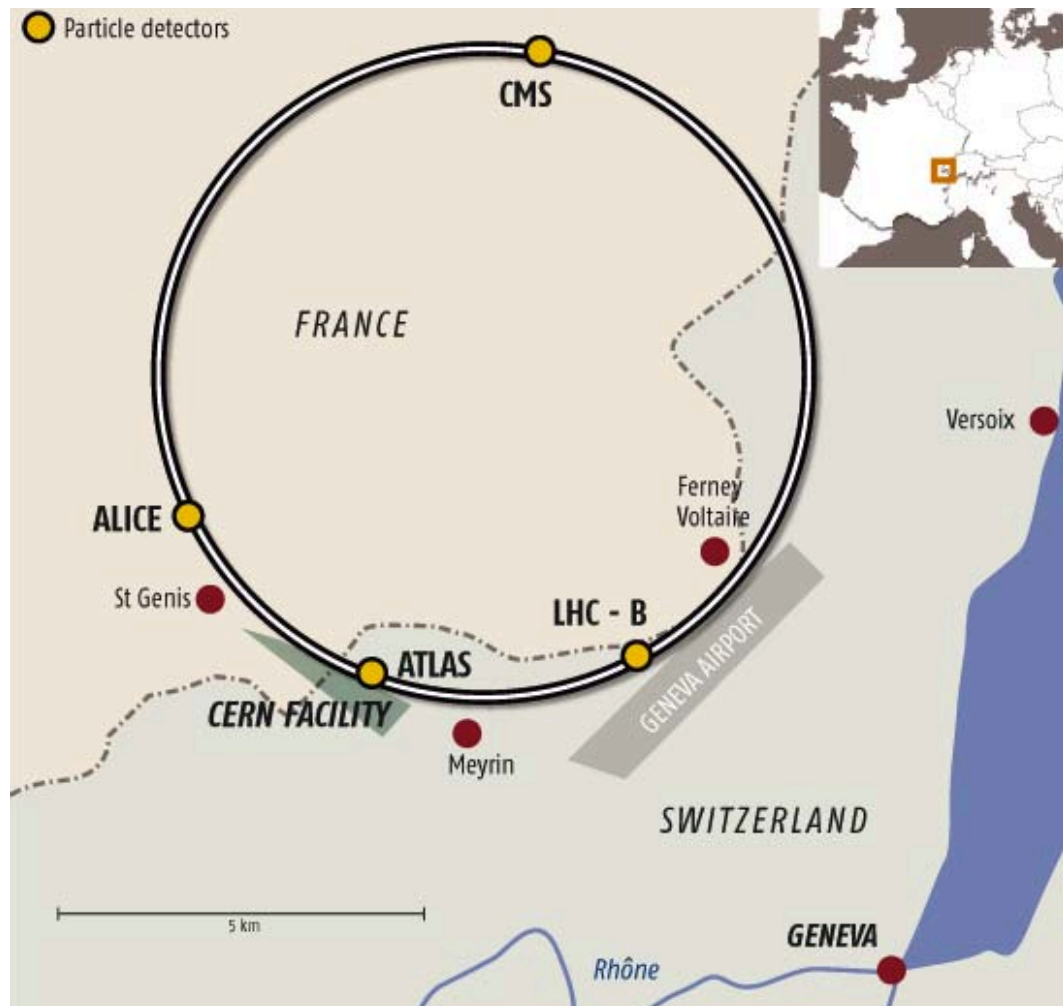 Particle detectors
CMS
FRANCE
Versoix
Ferney
Voltaire
ALICE
St Genis
LHC - B
ATLAS
GENEVA AIRPORT
CERN FACILITY
Meyrin
SWITZERLAND
5 km
GENEVA
Rhône